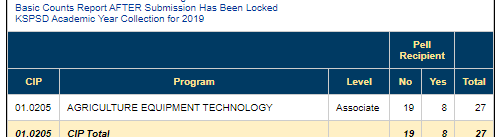 Basic Counts Report AFTER Submission Has Been Locked
KSPSD Academic Year Collection for 2019
Pell
Recipient
CIP Program Level No Yes Total
01.0205 AGRICULTURE EQUIPMENT TECHNOLOGY Associate 19 8 27
01.0205 CIP Total 19 8 27